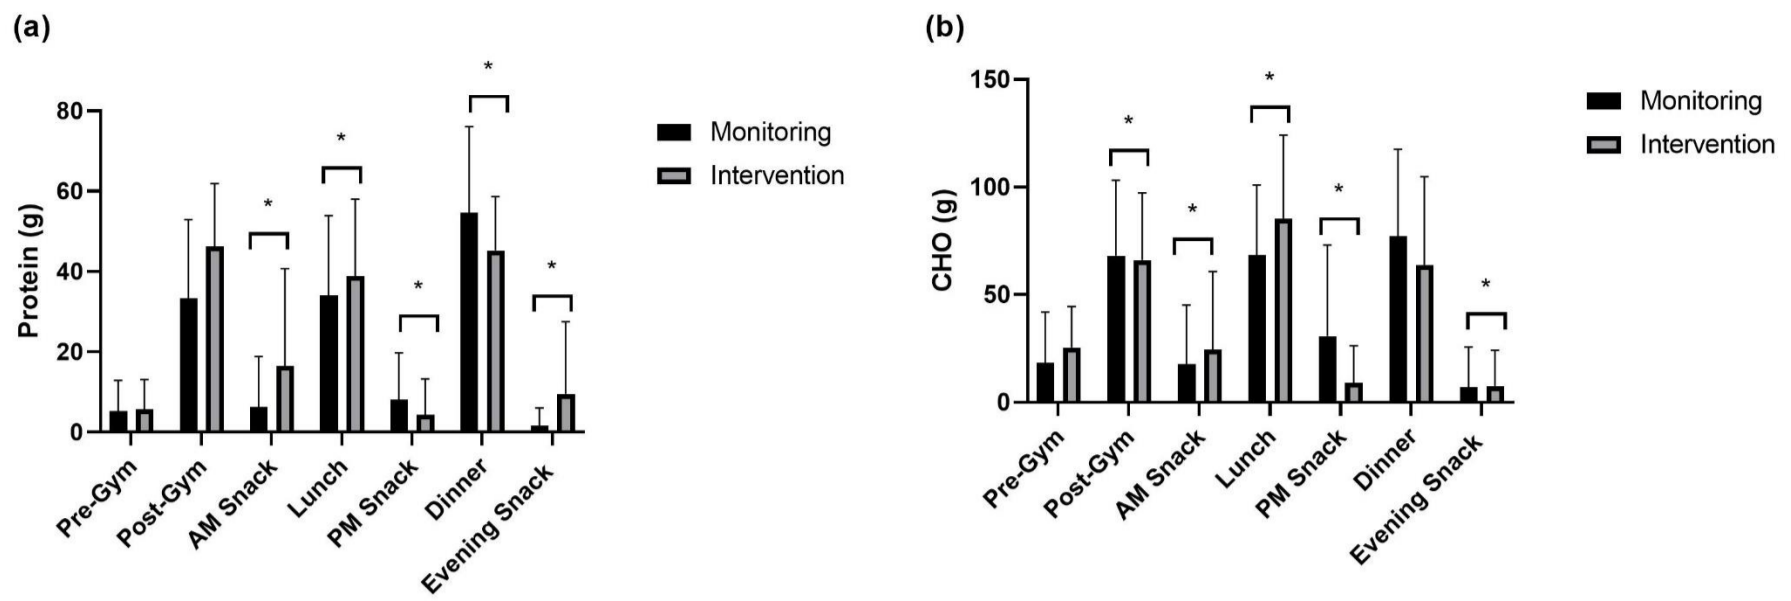 (a)
Protein (g)
80
60
40
20
0
*
*
*
*
*
Pre-Gym
Post-Gym
AM Snack
Lunch
PM Snack
Dinner
Evening Snack
Monitoring
Intervention
(b)
CHO (g)
150
100
50
0
*
*
*
*
*
Pre-Gym
Post-Gym
AM Snack
Lunch
PM Snack
Dinner
Evening Snack
Monitoring
Intervention